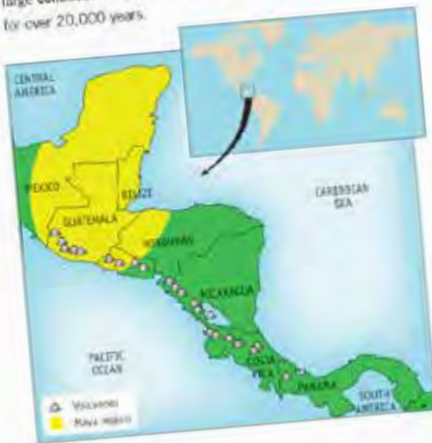 large
for over 20,000 years.
CENTRAL
AMERICA
MEXICO
BELIZE
GUATEMALA
HONDURAS
CARIBBEAN
SEA
NICARAGUA
PACIFIC
OCEAN
COSTA
RICA
PANAMA
SOUTH
AMERICA
Volcanoes
Maya region